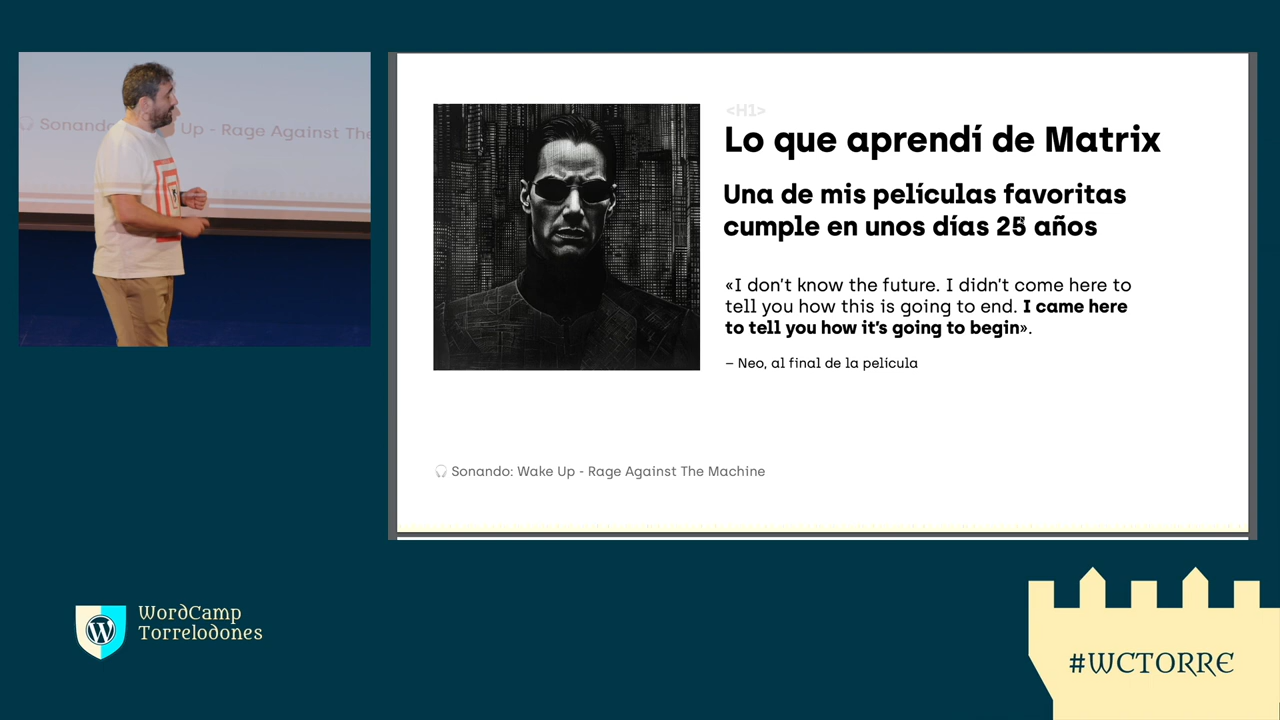 Sonando
Up - Rage Against The
<H1>
Lo que aprendí de Matrix
Una de mis películas favoritas
cumple en unos días 25 años
«I don't know the future. I didn't come here to
tell you how this is going to end. I came here
to tell you how it's going to begin».
– Neo, al final de la película
Sonando: Wake Up - Rage Against The Machine
WordCamp
Torrelodones
#WCTORRE